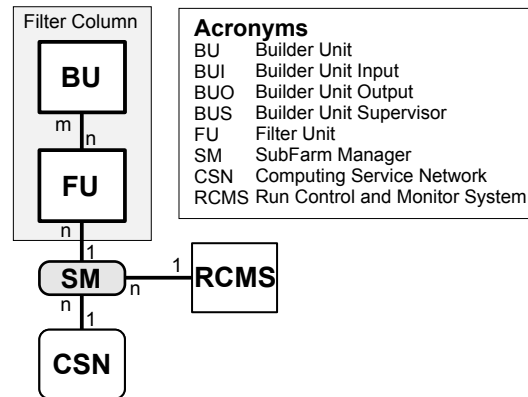 Filter Column
BU
m
n
FU
n
1
SM
n
1
RCMS
n
1
CSN
Acronyms
BU Builder Unit
BUI Builder Unit Input
BUO Builder Unit Output
BUS Builder Unit Supervisor
FU Filter Unit
SM SubFarm Manager
CSN Computing Service Network
RCMS Run Control and Monitor System